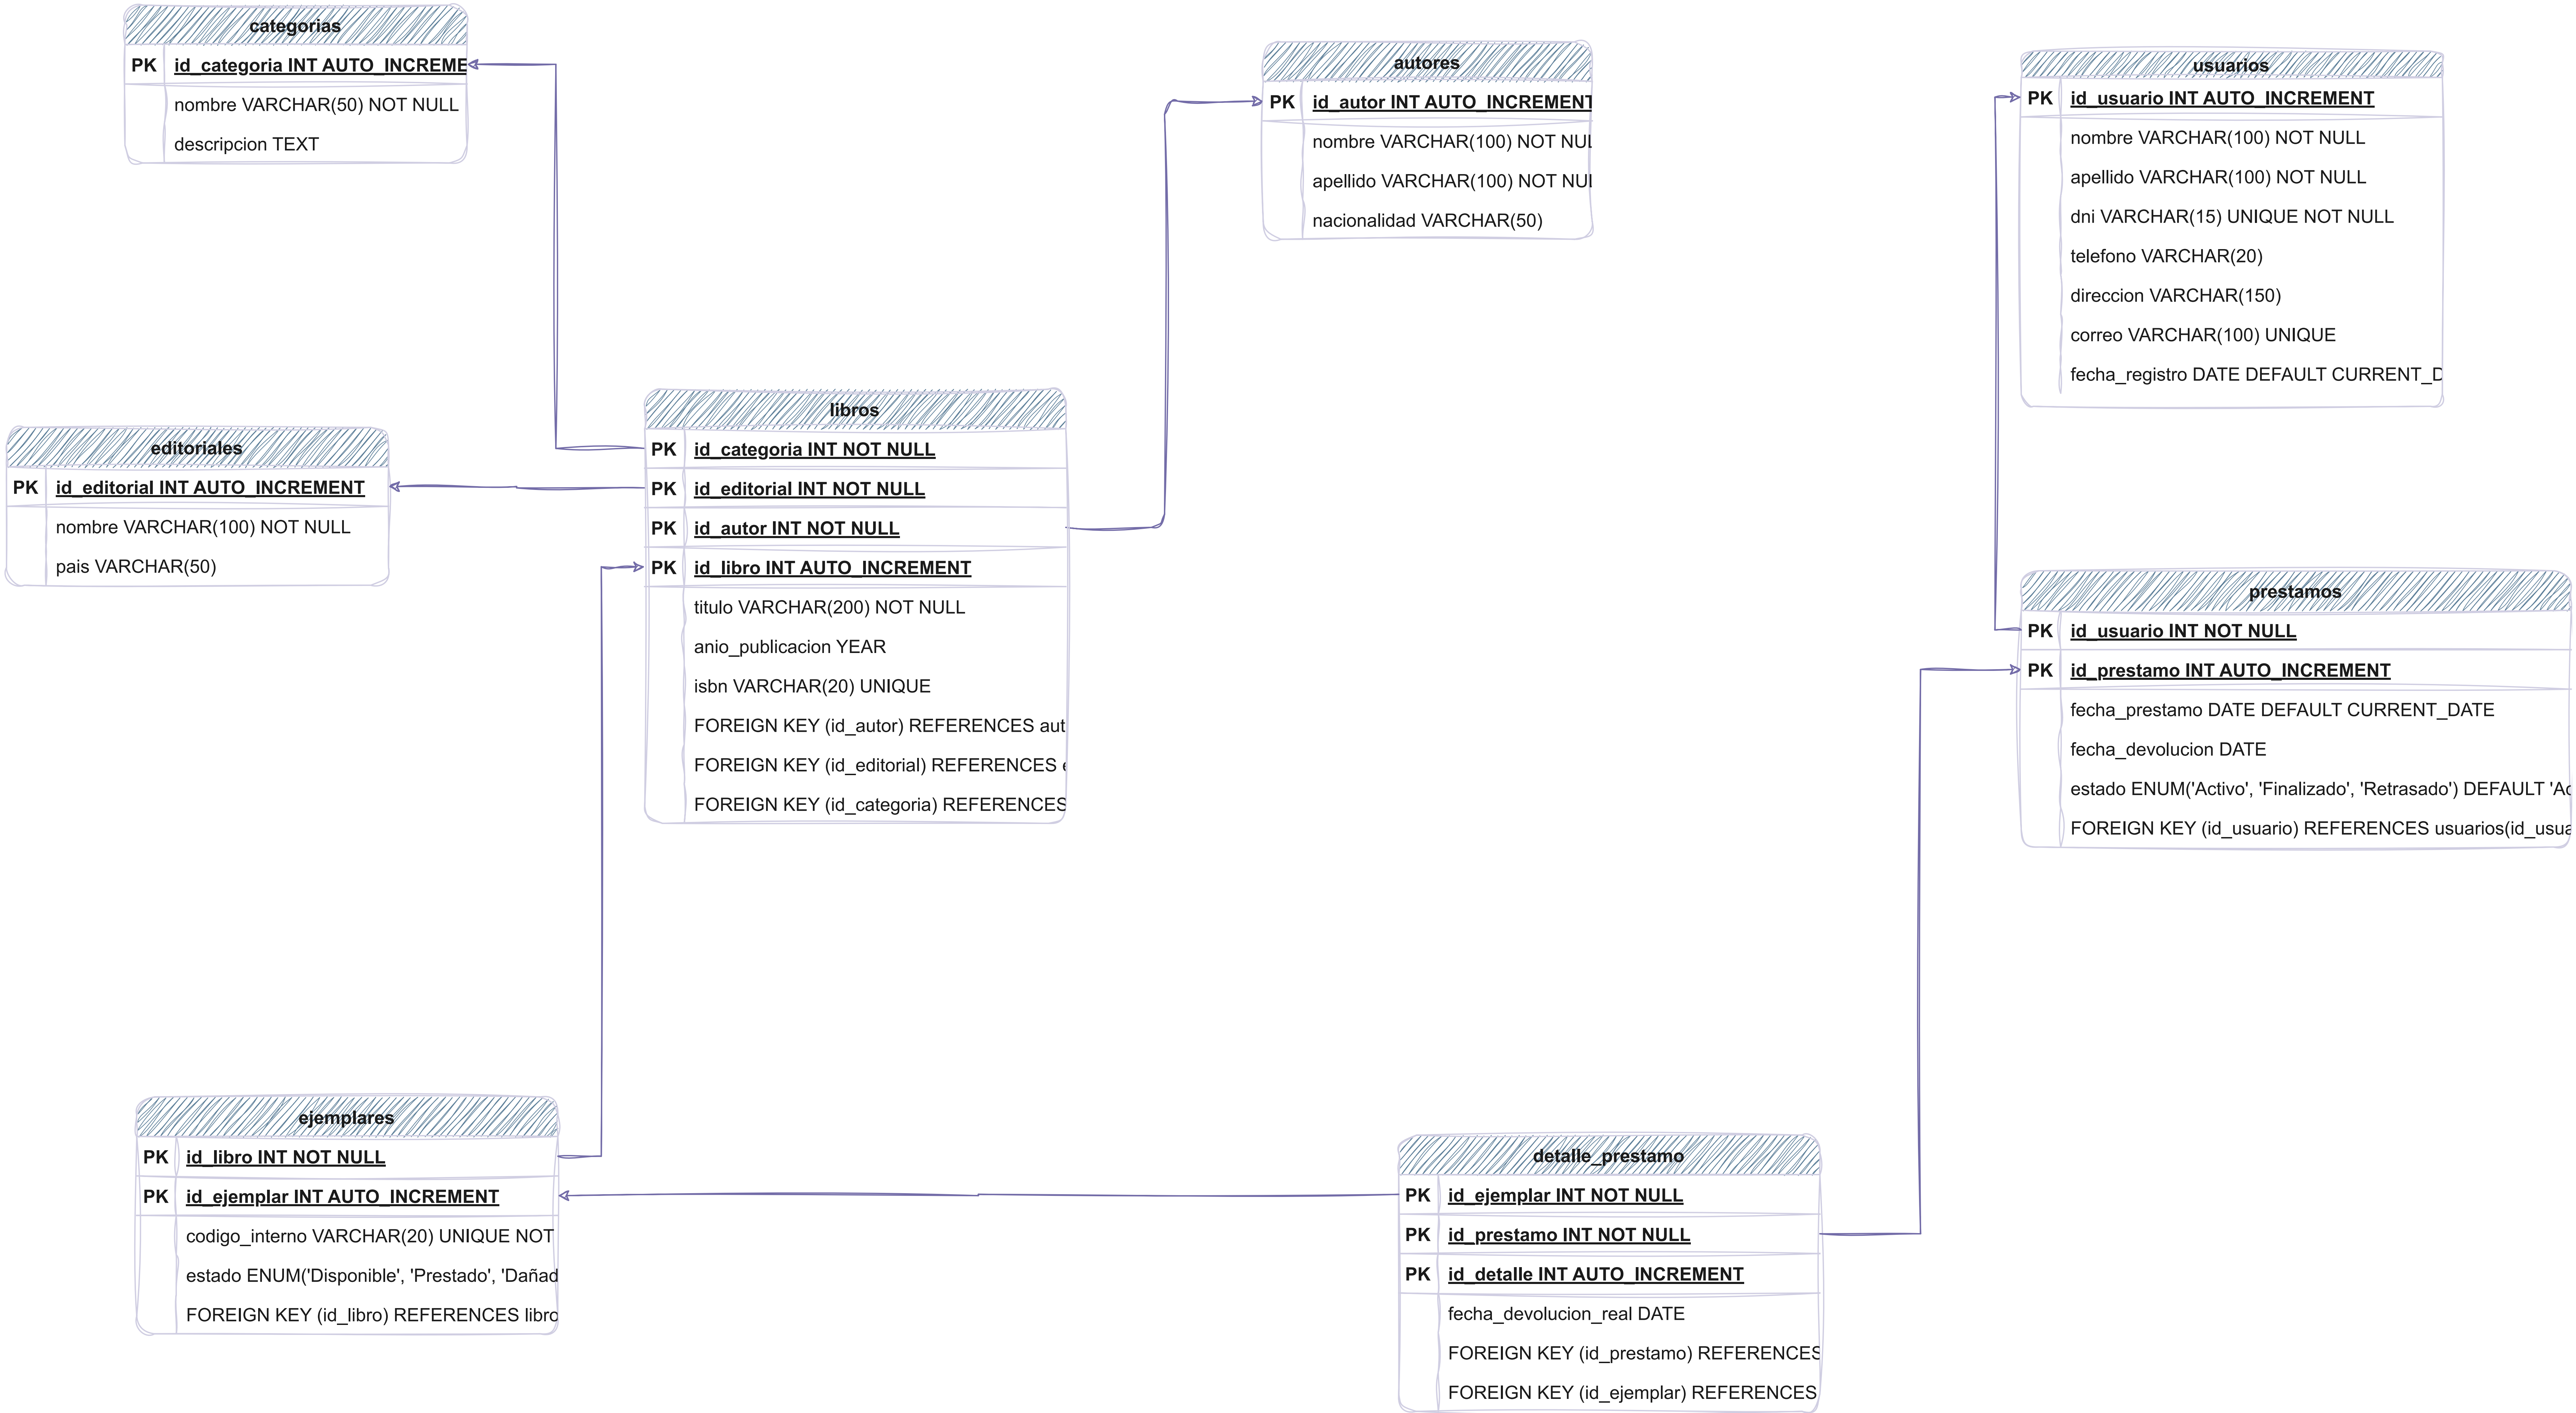 categorias
PK id_categoria INT AUTO_INCREME
nombre VARCHAR(50) NOT NULL
descripcion TEXT
autores
PK id_autor INT AUTO_INCREMENT
nombre VARCHAR(100) NOT NUL
apellido VARCHAR(100) NOT NUL
nacionalidad VARCHAR(50)
usuarios
PK id_usuario INT AUTO_INCREMENT
nombre VARCHAR(100) NOT NULL
apellido VARCHAR(100) NOT NULL
dni VARCHAR(15) UNIQUE NOT NULL
telefono VARCHAR(20)
direccion VARCHAR(150)
correo VARCHAR(100) UNIQUE
fecha_registro DATE DEFAULT CURRENT_D
editoriales
PK id_editorial INT AUTO_INCREMENT
nombre VARCHAR(100) NOT NULL
pais VARCHAR(50)
libros
PK id_categoria INT NOT NULL
PK id_editorial INT NOT NULL
PK id_autor INT NOT NULL
PK id_libro INT AUTO_INCREMENT
titulo VARCHAR(200) NOT NULL
anio_publicacion YEAR
isbn VARCHAR(20) UNIQUE
FOREIGN KEY (id_autor) REFERENCES aut
FOREIGN KEY (id_editorial) REFERENCES e
FOREIGN KEY (id_categoria) REFERENCES
prestamos
PK id_usuario INT NOT NULL
PK id_prestamo INT AUTO_INCREMENT
fecha_prestamo DATE DEFAULT CURRENT_DATE
fecha_devolucion DATE
estado ENUM('Activo', 'Finalizado', 'Retrasado') DEFAULT 'Ac
FOREIGN KEY (id_usuario) REFERENCES usuarios(id_usua
ejemplares
PK id_libro INT NOT NULL
PK id_ejemplar INT AUTO_INCREMENT
codigo_interno VARCHAR(20) UNIQUE NOT
estado ENUM('Disponible', 'Prestado', 'Dañad
FOREIGN KEY (id_libro) REFERENCES libro
detalle_prestamo
PK id_ejemplar INT NOT NULL
PK id_prestamo INT NOT NULL
PK id_detalle INT AUTO_INCREMENT
fecha_devolucion_real DATE
FOREIGN KEY (id_prestamo) REFERENCES
FOREIGN KEY (id_ejemplar) REFERENCES